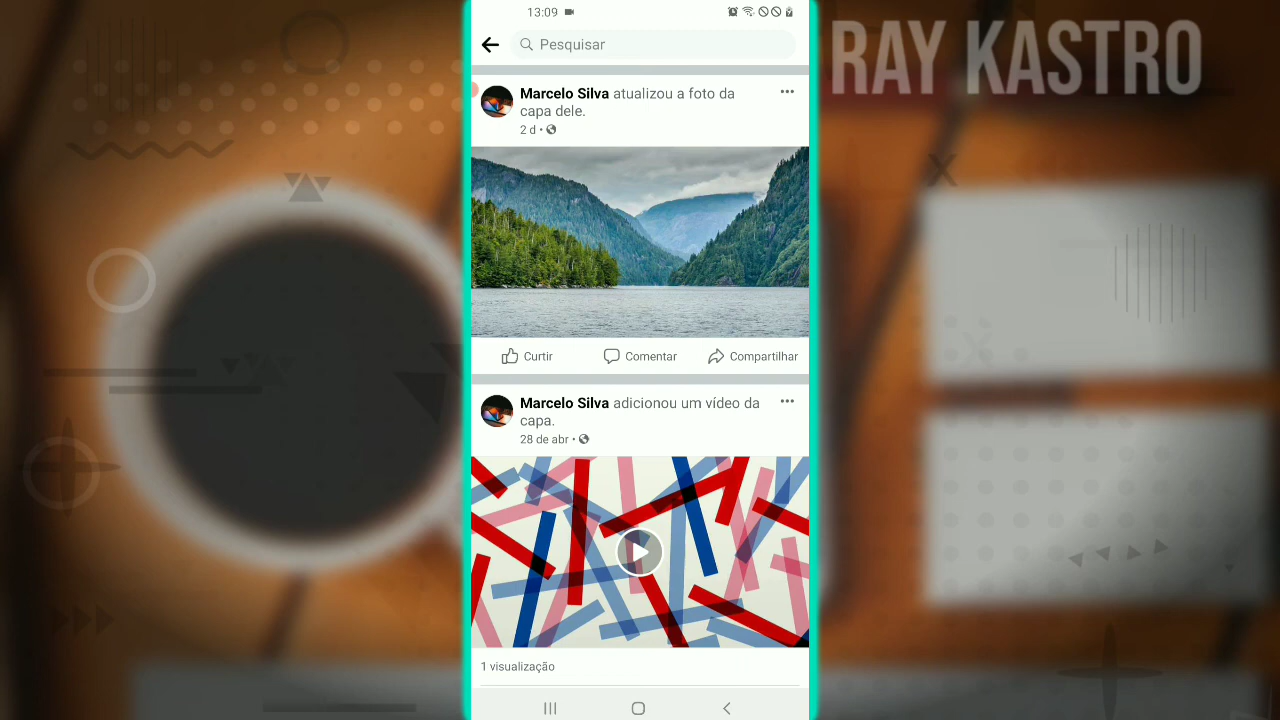 13:09
RAY KASTRO
Pesquisar
Marcelo Silva atualizou a foto da
capa dele.
2 d •
Curtir
Comentar
Compartilhar
Marcelo Silva adicionou um vídeo da
capa.
28 de abr •
1 visualização